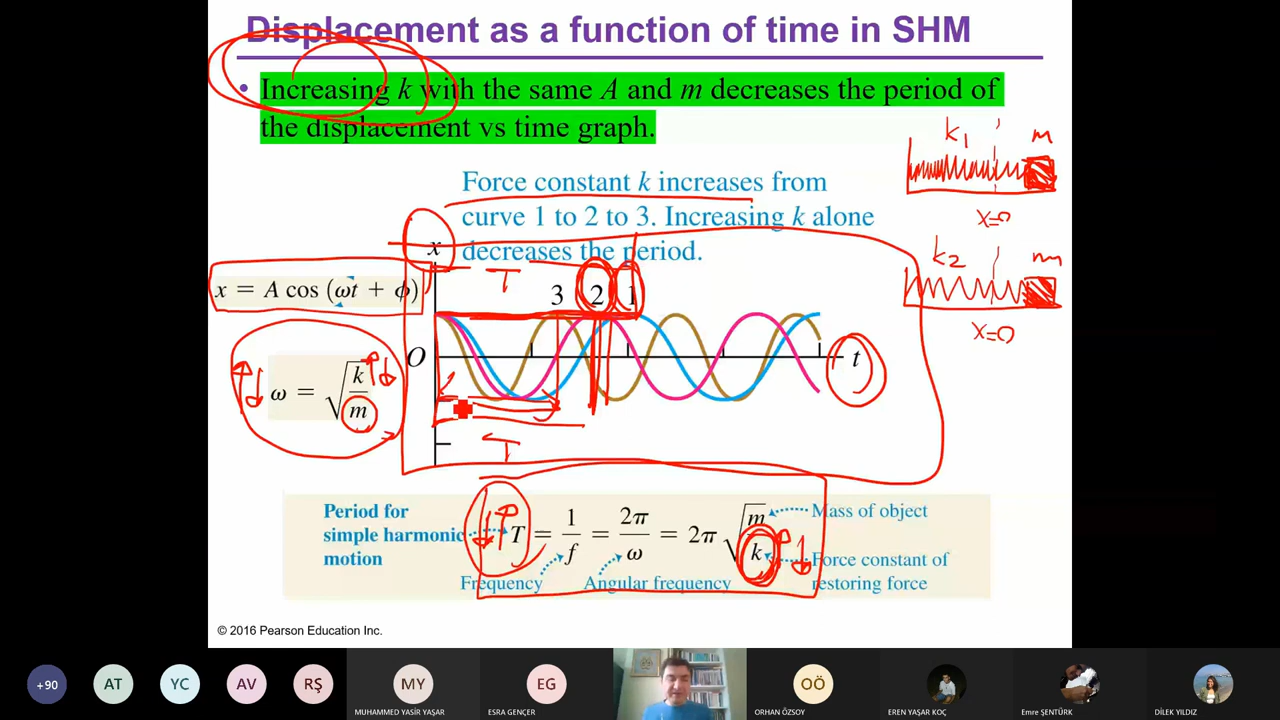 Displacement as a function of time in SHM
• Increasing k with the same A and m decreases the period of
the displacement vs time graph.
k1 m
x=0
k2 m
x=0
Force constant k increases from
curve 1 to 2 to 3. Increasing k alone
decreases the period.
x
T
3 2 1
x = A cos (ωt + ϕ)
O
t
ω = √k/m
T
Period for
simple harmonic
motion
T = 1/f = 2π/ω = 2π√m/k
Mass of object
Force constant of
restoring force
Frequency
Angular frequency
© 2016 Pearson Education Inc.
+90
AT
YC
AV
RŞ
MY
MUHAMMED YASİR YAŞAR
EG
ESRA GENÇER
OÖ
ORHAN ÖZSOY
EREN YAŞAR KOÇ
Emre ŞENTÜRK
DİLEK YILDIZ